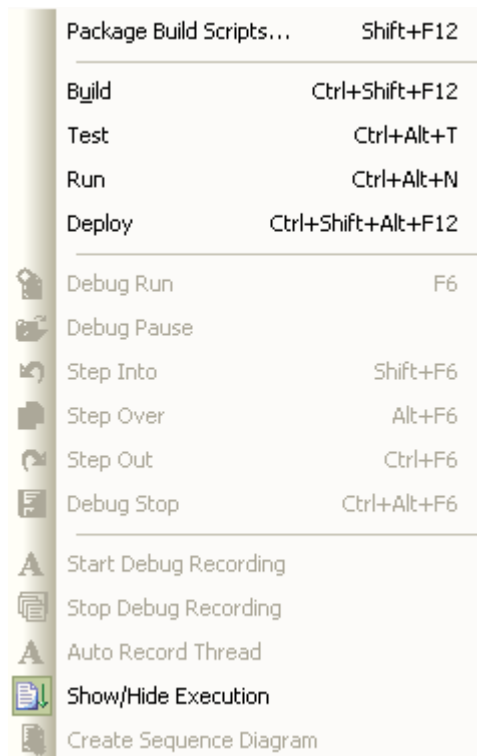 Package Build Scripts... Shift+F12
Build Ctrl+Shift+F12
Test Ctrl+Alt+T
Run Ctrl+Alt+N
Deploy Ctrl+Shift+Alt+F12
Debug Run F6
Debug Pause
Step Into Shift+F6
Step Over Alt+F6
Step Out Ctrl+F6
Debug Stop Ctrl+Alt+F6
Start Debug Recording
Stop Debug Recording
Auto Record Thread
Show/Hide Execution
Create Sequence Diagram